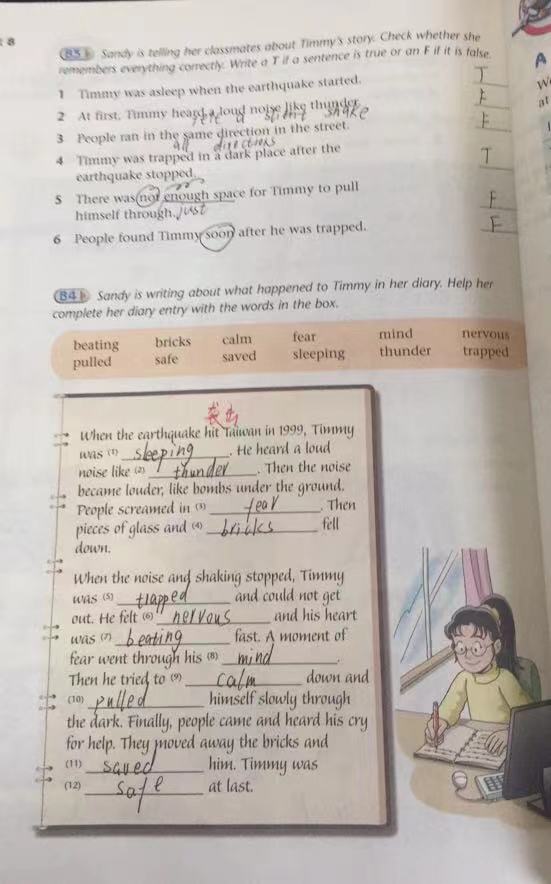 8
B3 Sandy is telling her classmates about Timmy's story. Check whether she
remembers everything correctly. Write a T if a sentence is true or an F if it is false.
1 Timmy was asleep when the earthquake started. T
2 At first, Timmy heard a loud noise like thunder. F
felt a slight shake
3 People ran in the same direction in the street. F
all directions
4 Timmy was trapped in a dark place after the
earthquake stopped. T
5 There was not enough space for Timmy to pull
himself through. just F
6 People found Timmy soon after he was trapped. F
A
We
at
B4 Sandy is writing about what happened to Timmy in her diary. Help her
complete her diary entry with the words in the box.
beating bricks calm fear mind nervous
pulled safe saved sleeping thunder trapped
袭击
When the earthquake hit Taiwan in 1999, Timmy
was (1) sleeping. He heard a loud
noise like (2) thunder. Then the noise
became louder, like bombs under the ground.
People screamed in (3) fear. Then
pieces of glass and (4) bricks fell
down.
When the noise and shaking stopped, Timmy
was (5) trapped and could not get
out. He felt (6) nervous and his heart
was (7) beating fast. A moment of
fear went through his (8) mind.
Then he tried to (9) calm down and
(10) pulled himself slowly through
the dark. Finally, people came and heard his cry
for help. They moved away the bricks and
(11) saved him. Timmy was
(12) safe at last.